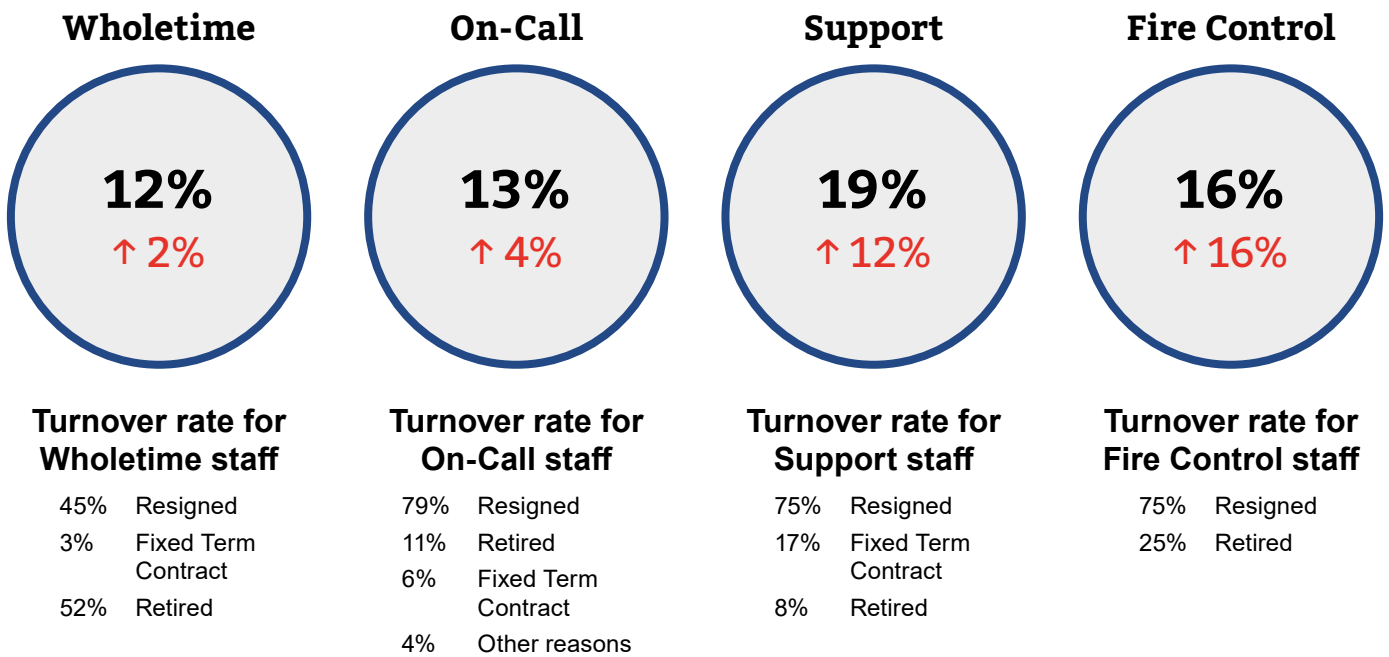 Wholetime
12%
↑ 2%
Turnover rate for
Wholetime staff
45% Resigned
3% Fixed Term
Contract
52% Retired
On-Call
13%
↑ 4%
Turnover rate for
On-Call staff
79% Resigned
11% Retired
6% Fixed Term
Contract
4% Other reasons
Support
19%
↑ 12%
Turnover rate for
Support staff
75% Resigned
17% Fixed Term
Contract
8% Retired
Fire Control
16%
↑ 16%
Turnover rate for
Fire Control staff
75% Resigned
25% Retired